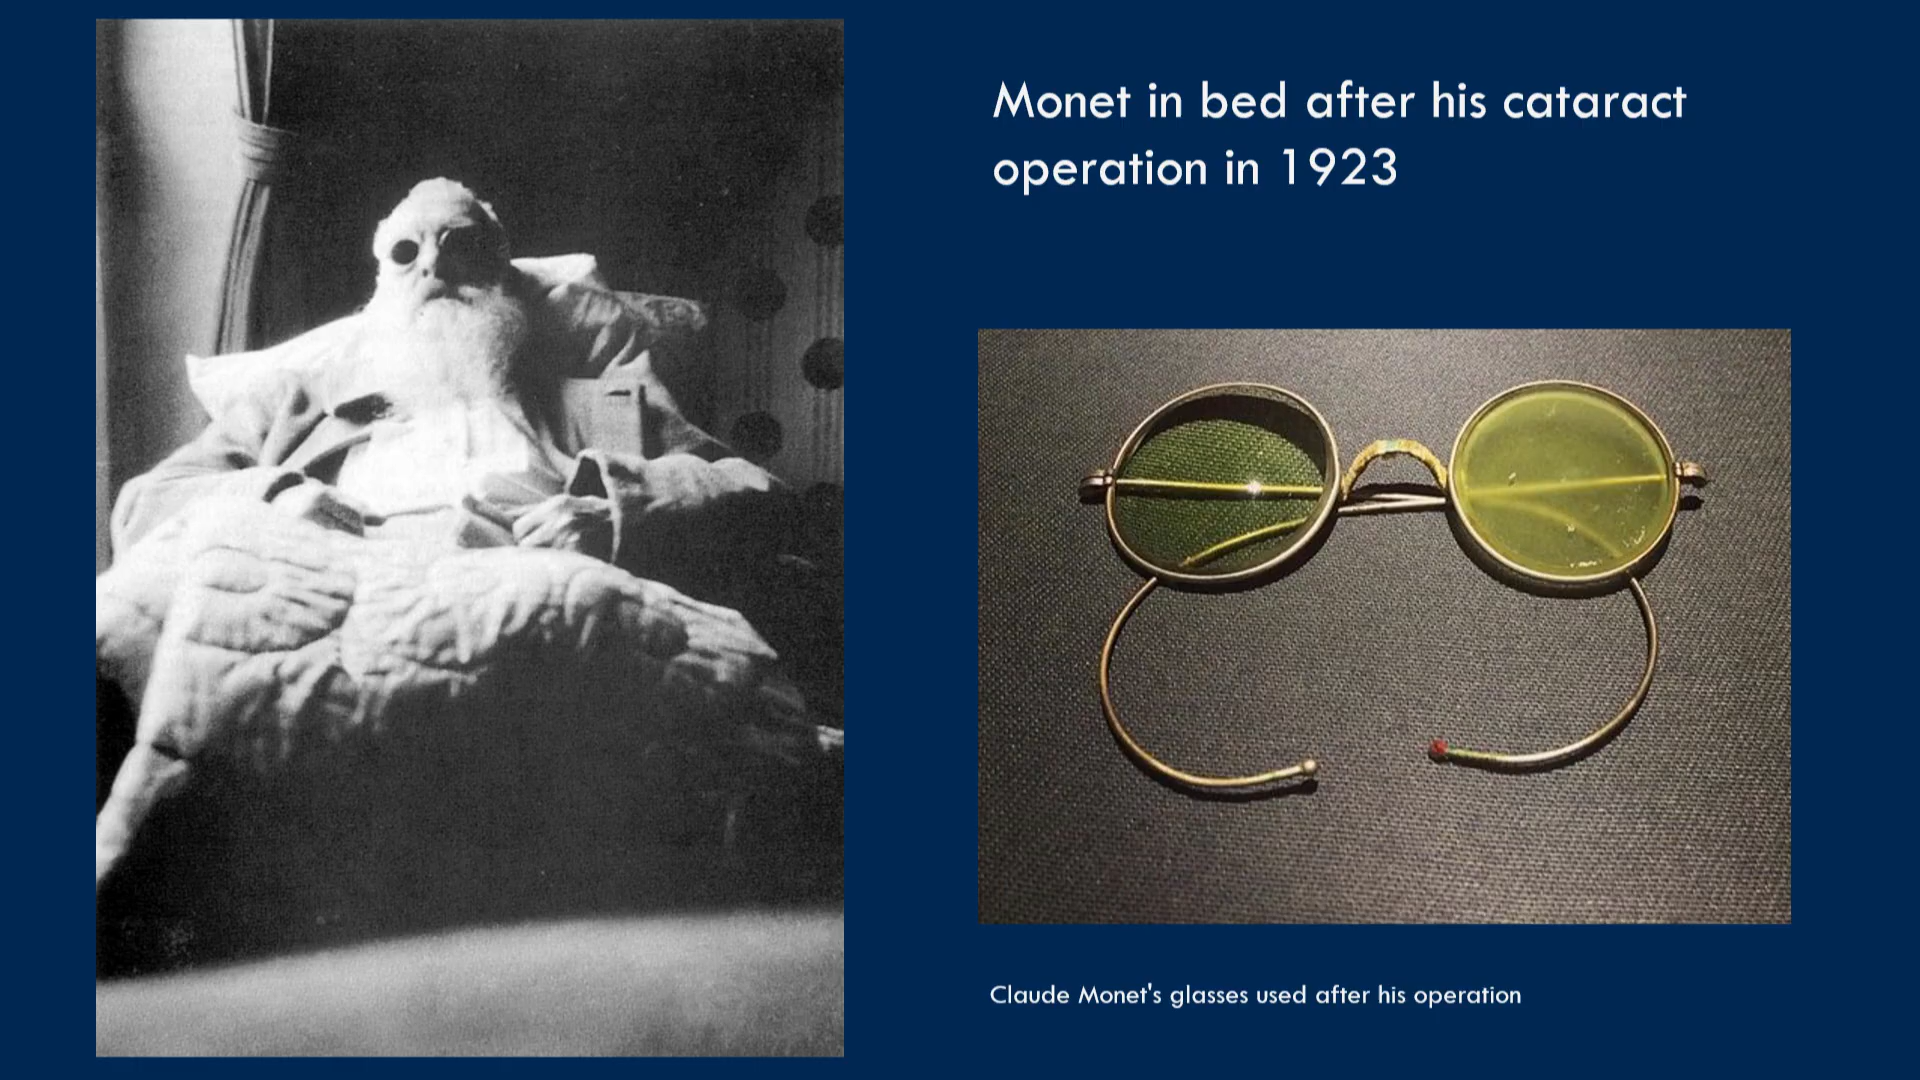 Monet in bed after his cataract
operation in 1923
Claude Monet's glasses used after his operation